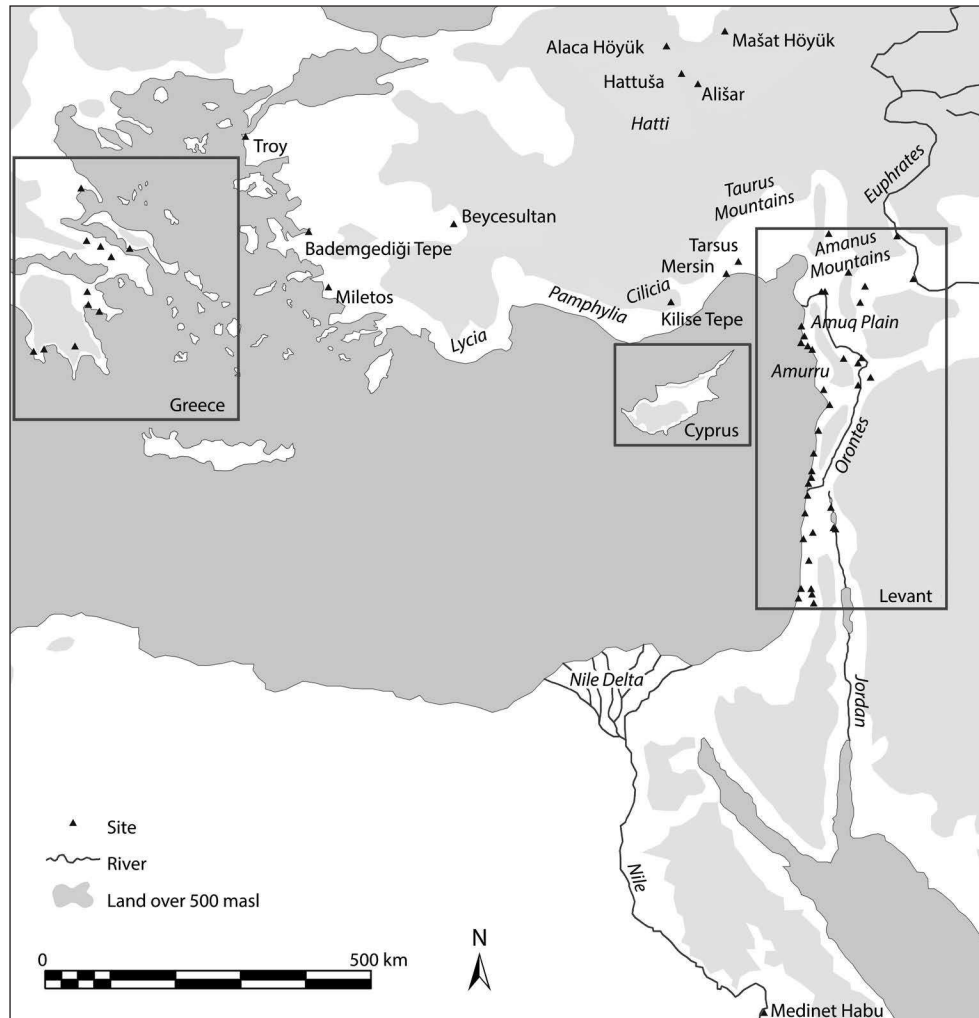 Alaca Höyük
Mašat Höyük
Hattuša
Ališar
Hatti
Troy
Euphrates
Taurus
Mountains
Beycesultan
Bademgediği Tepe
Tarsus
Mersin
Amanus
Mountains
Miletos
Cilicia
Pamphylia
Kilise Tepe
Lycia
Amuq Plain
Amurru
Greece
Cyprus
Orontes
Levant
Nile Delta
Jordan
Site
River
Land over 500 masl
Nile
0
500 km
N
Medinet Habu